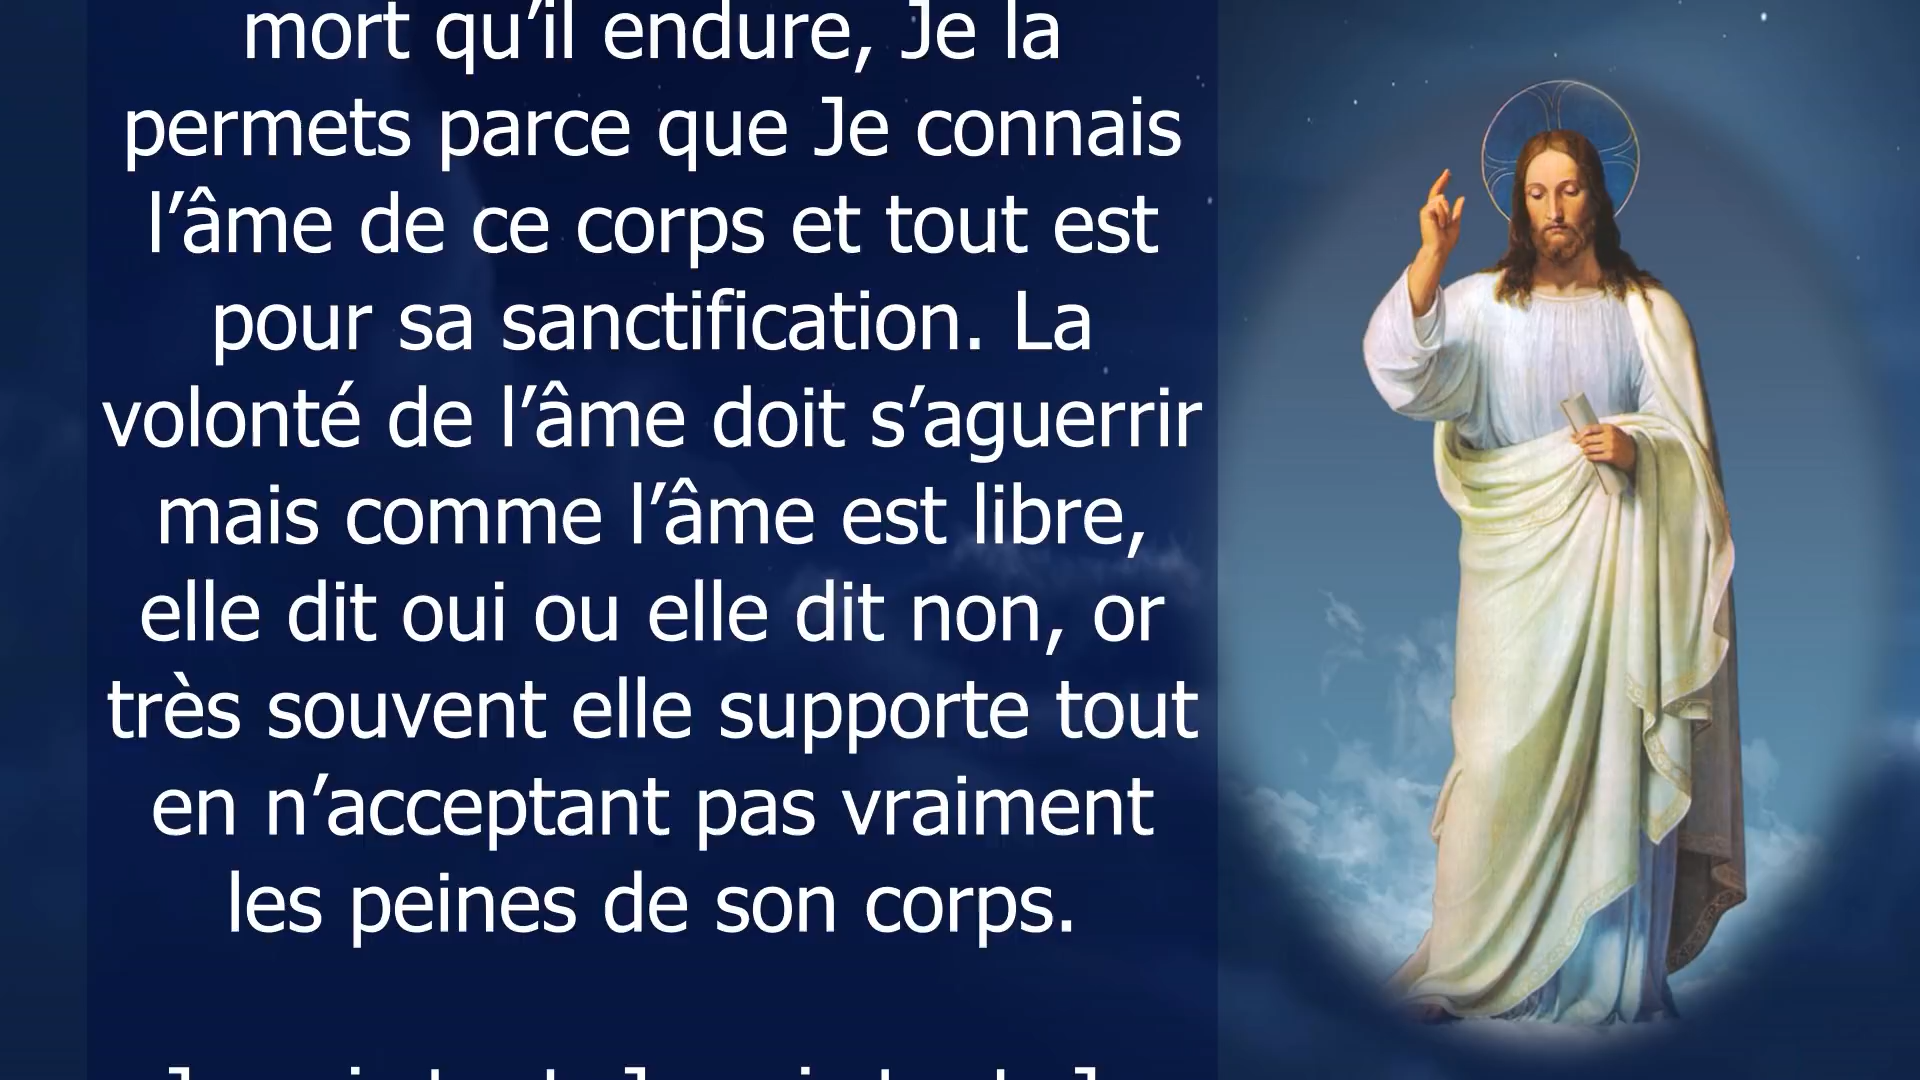 mort qu’il endure, Je la
permets parce que Je connais
l’âme de ce corps et tout est
pour sa sanctification. La
volonté de l’âme doit s’aguerrir
mais comme l’âme est libre,
elle dit oui ou elle dit non, or
très souvent elle supporte tout
en n’acceptant pas vraiment
les peines de son corps.